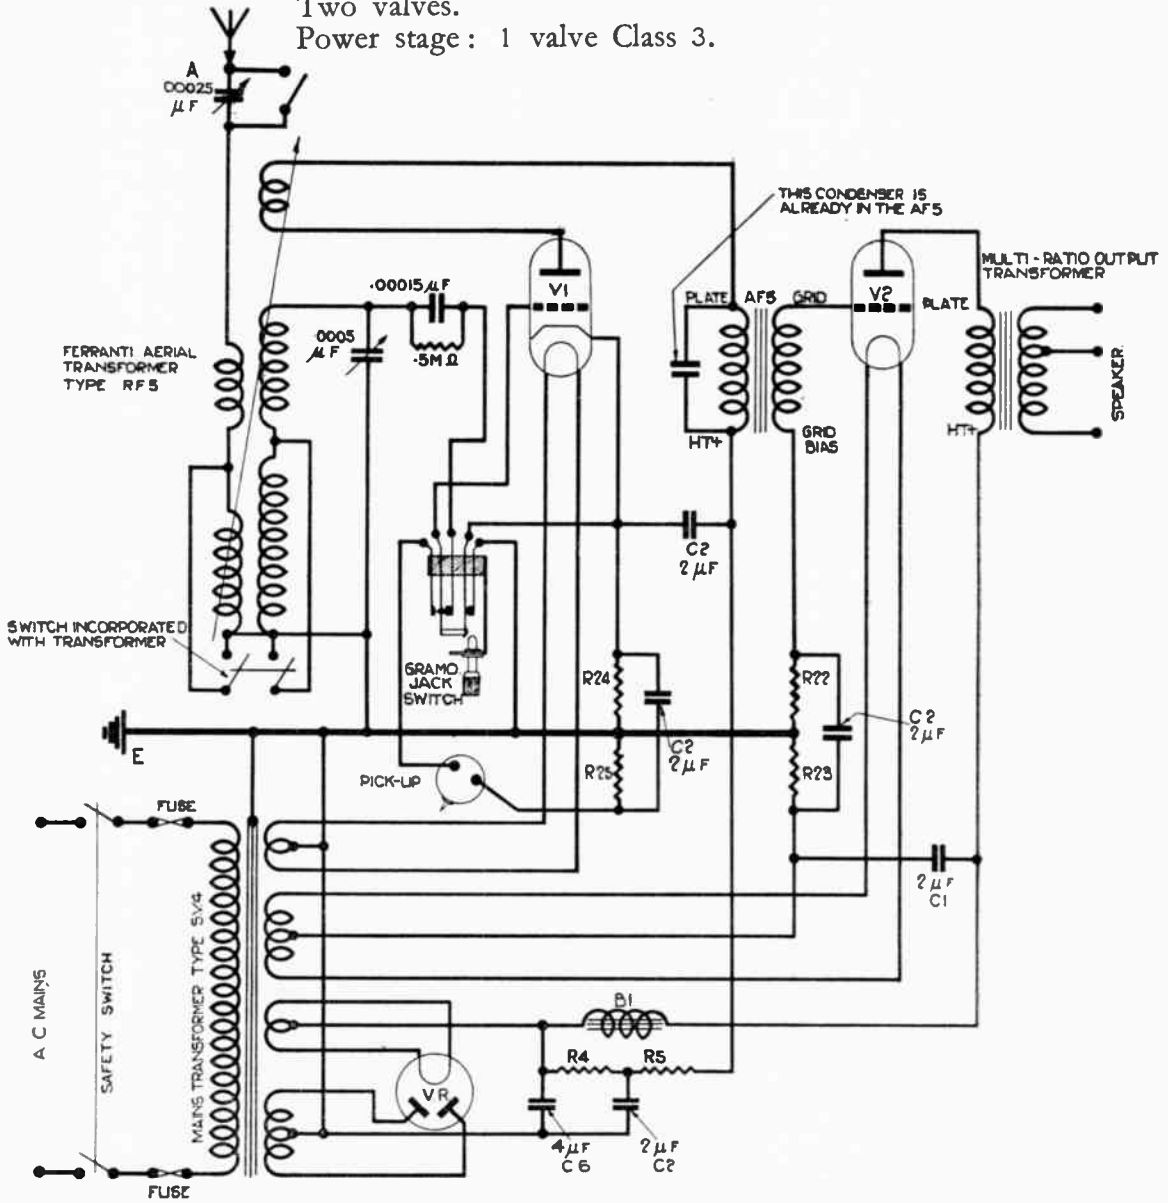 Two valves.
Power stage: 1 valve Class 3.
A
.00025
μF
THIS CONDENSER IS
ALREADY IN THE AF5
MULTI-RATIO OUTPUT
TRANSFORMER
V1
V2
PLATE
AF5
GRID
PLATE
.00015μF
.0005
μF
.5MΩ
FERRANTI AERIAL
TRANSFORMER
TYPE RF5
SPEAKER
HT+
GRID
BIAS
HT+
C2
2μF
SWITCH INCORPORATED
WITH TRANSFORMER
GRAMO
JACK
SWITCH
R24
R22
C2
2μF
C2
2μF
E
PICK-UP
R25
R23
FUSE
2μF
C1
A C MAINS
SAFETY SWITCH
MAINS TRANSFORMER TYPE SV4
B1
R4
R5
V.R
4μF
C6
2μF
C2
FUSE